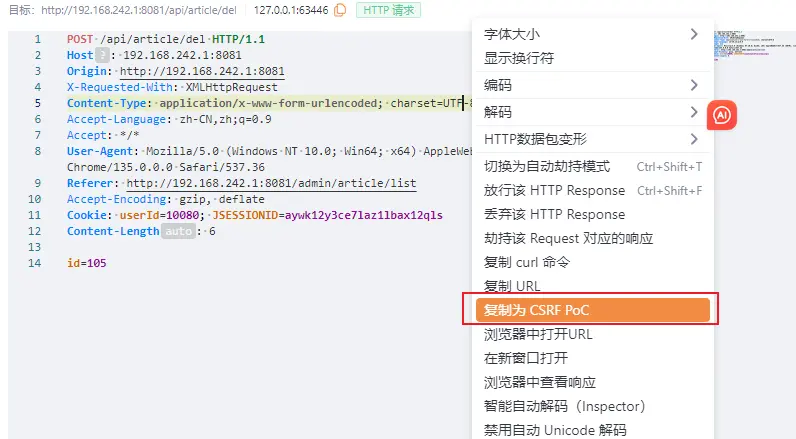 目标: http://192.168.242.1:8081/api/article/del 127.0.0.1:63446 HTTP 请求
1 POST /api/article/del HTTP/1.1
2 Host ? : 192.168.242.1:8081
3 Origin: http://192.168.242.1:8081
4 X-Requested-With: XMLHttpRequest
5 Content-Type: application/x-www-form-urlencoded; charset=UTF-8
6 Accept-Language: zh-CN,zh;q=0.9
7 Accept: */*
8 User-Agent: Mozilla/5.0 (Windows NT 10.0; Win64; x64) AppleWeb
Chrome/135.0.0.0 Safari/537.36
9 Referer: http://192.168.242.1:8081/admin/article/list
10 Accept-Encoding: gzip, deflate
11 Cookie: userId=10080; JSESSIONID=aywk12y3ce7laz1lbax12qls
12 Content-Length auto : 6
13
14 id=105
字体大小
显示换行符
编码
解码
HTTP数据包变形
切换为自动劫持模式 Ctrl+Shift+T
放行该 HTTP Response Ctrl+Shift+F
丢弃该 HTTP Response
劫持该 Request 对应的响应
复制 curl 命令
复制 URL
复制为 CSRF PoC
浏览器中打开URL
在新窗口打开
浏览器中查看响应
智能自动解码（Inspector）
禁用自动 Unicode 解码
AI